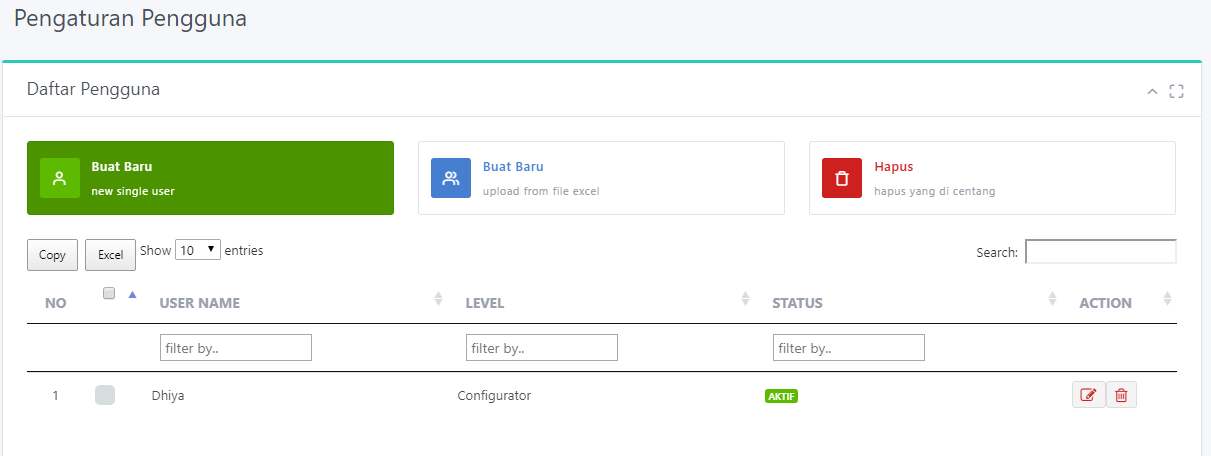 Pengaturan Pengguna
Daftar Pengguna
Buat Baru
new single user
Buat Baru
upload from file excel
Hapus
hapus yang di centang
Copy Excel Show 10 entries Search:
NO USER NAME LEVEL STATUS ACTION
filter by.. filter by.. filter by..
1 Dhiya Configurator AKTIF